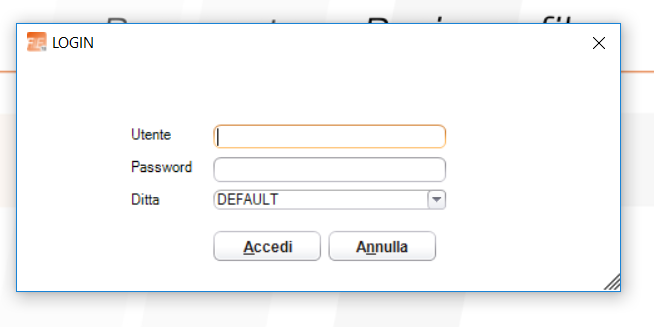 LOGIN
Utente
Password
Ditta DEFAULT
Accedi Annulla